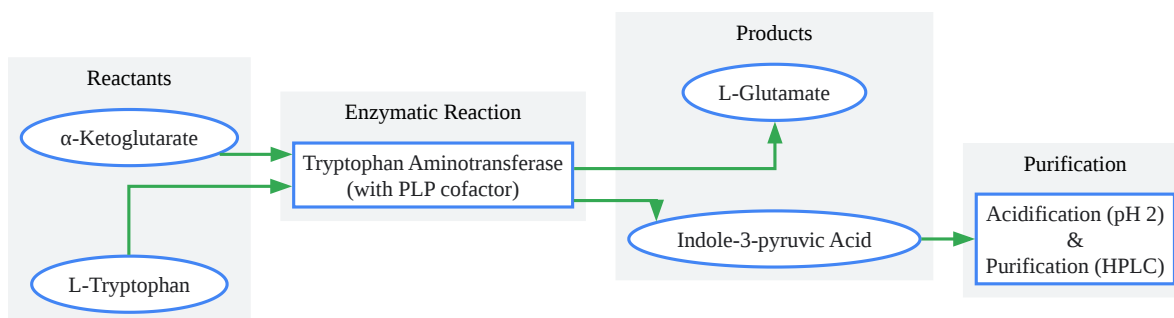 Reactants
α-Ketoglutarate
L-Tryptophan
Enzymatic Reaction
Tryptophan Aminotransferase
(with PLP cofactor)
Products
L-Glutamate
Indole-3-pyruvic Acid
Purification
Acidification (pH 2)
&
Purification (HPLC)